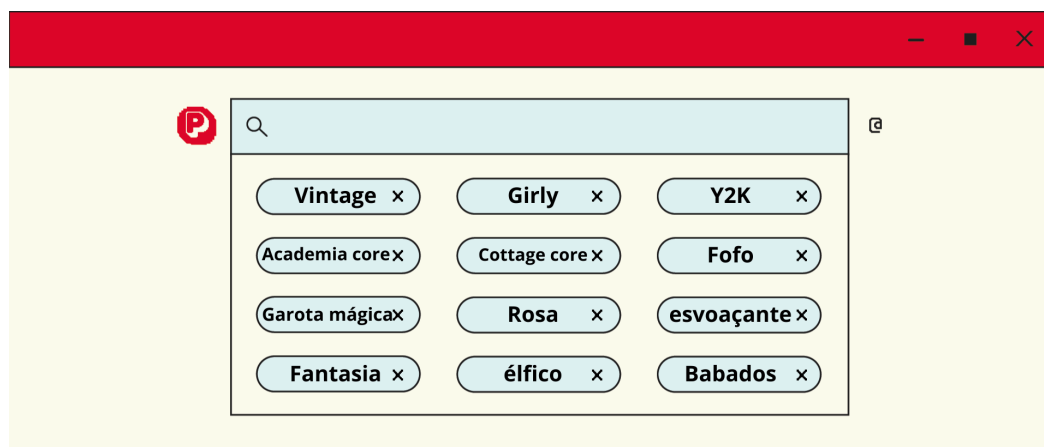 P
@
Vintage ×
Girly ×
Y2K ×
Academia core ×
Cottage core ×
Fofo ×
Garota mágica ×
Rosa ×
esvoaçante ×
Fantasia ×
élfico ×
Babados ×